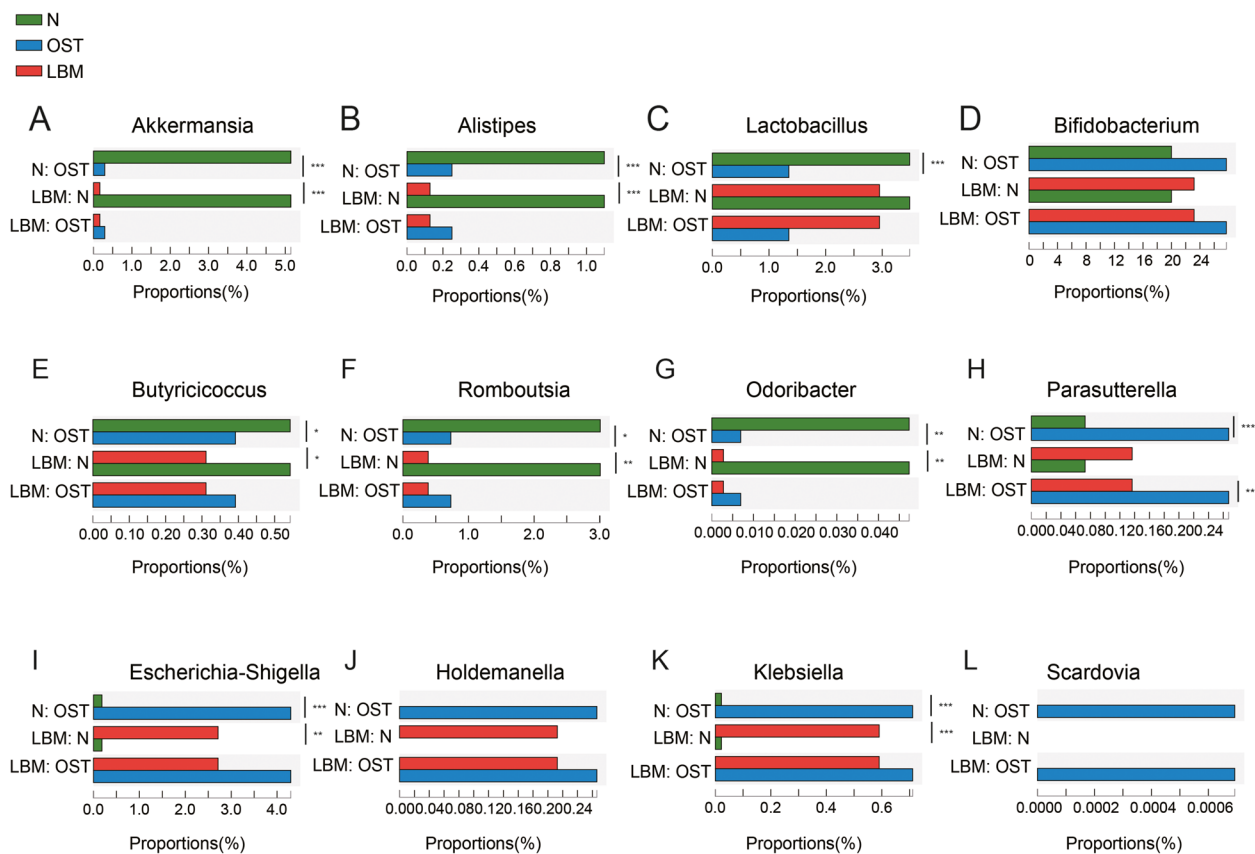 N
OST
LBM
A
Akkermansia
N: OST
***
LBM: N
***
LBM: OST
0.0 1.0 2.0 3.0 4.0 5.0
Proportions(%)
B
Alistipes
N: OST
***
LBM: N
***
LBM: OST
0.0 0.2 0.4 0.6 0.8 1.0
Proportions(%)
C
Lactobacillus
N: OST
***
LBM: N
LBM: OST
0.0 1.0 2.0 3.0
Proportions(%)
D
Bifidobacterium
N: OST
LBM: N
LBM: OST
0 4 8 12 16 20 24
Proportions(%)
E
Butyricicoccus
N: OST
*
LBM: N
*
LBM: OST
0.00 0.10 0.20 0.30 0.40 0.50
Proportions(%)
F
Romboutsia
N: OST
*
LBM: N
**
LBM: OST
0.0 1.0 2.0 3.0
Proportions(%)
G
Odoribacter
N: OST
**
LBM: N
**
LBM: OST
0.000 0.010 0.020 0.030 0.040
Proportions(%)
H
Parasutterella
N: OST
***
LBM: N
LBM: OST
**
0.000.040.080.120.160.200.24
Proportions(%)
I
Escherichia-Shigella
N: OST
***
LBM: N
**
LBM: OST
0.0 1.0 2.0 3.0 4.0
Proportions(%)
J
Holdemanella
N: OST
LBM: N
LBM: OST
0.000.040.080.120.160.200.24
Proportions(%)
K
Klebsiella
N: OST
***
LBM: N
***
LBM: OST
0.0 0.2 0.4 0.6
Proportions(%)
L
Scardovia
N: OST
LBM: N
LBM: OST
0.0000 0.0002 0.0004 0.0006
Proportions(%)